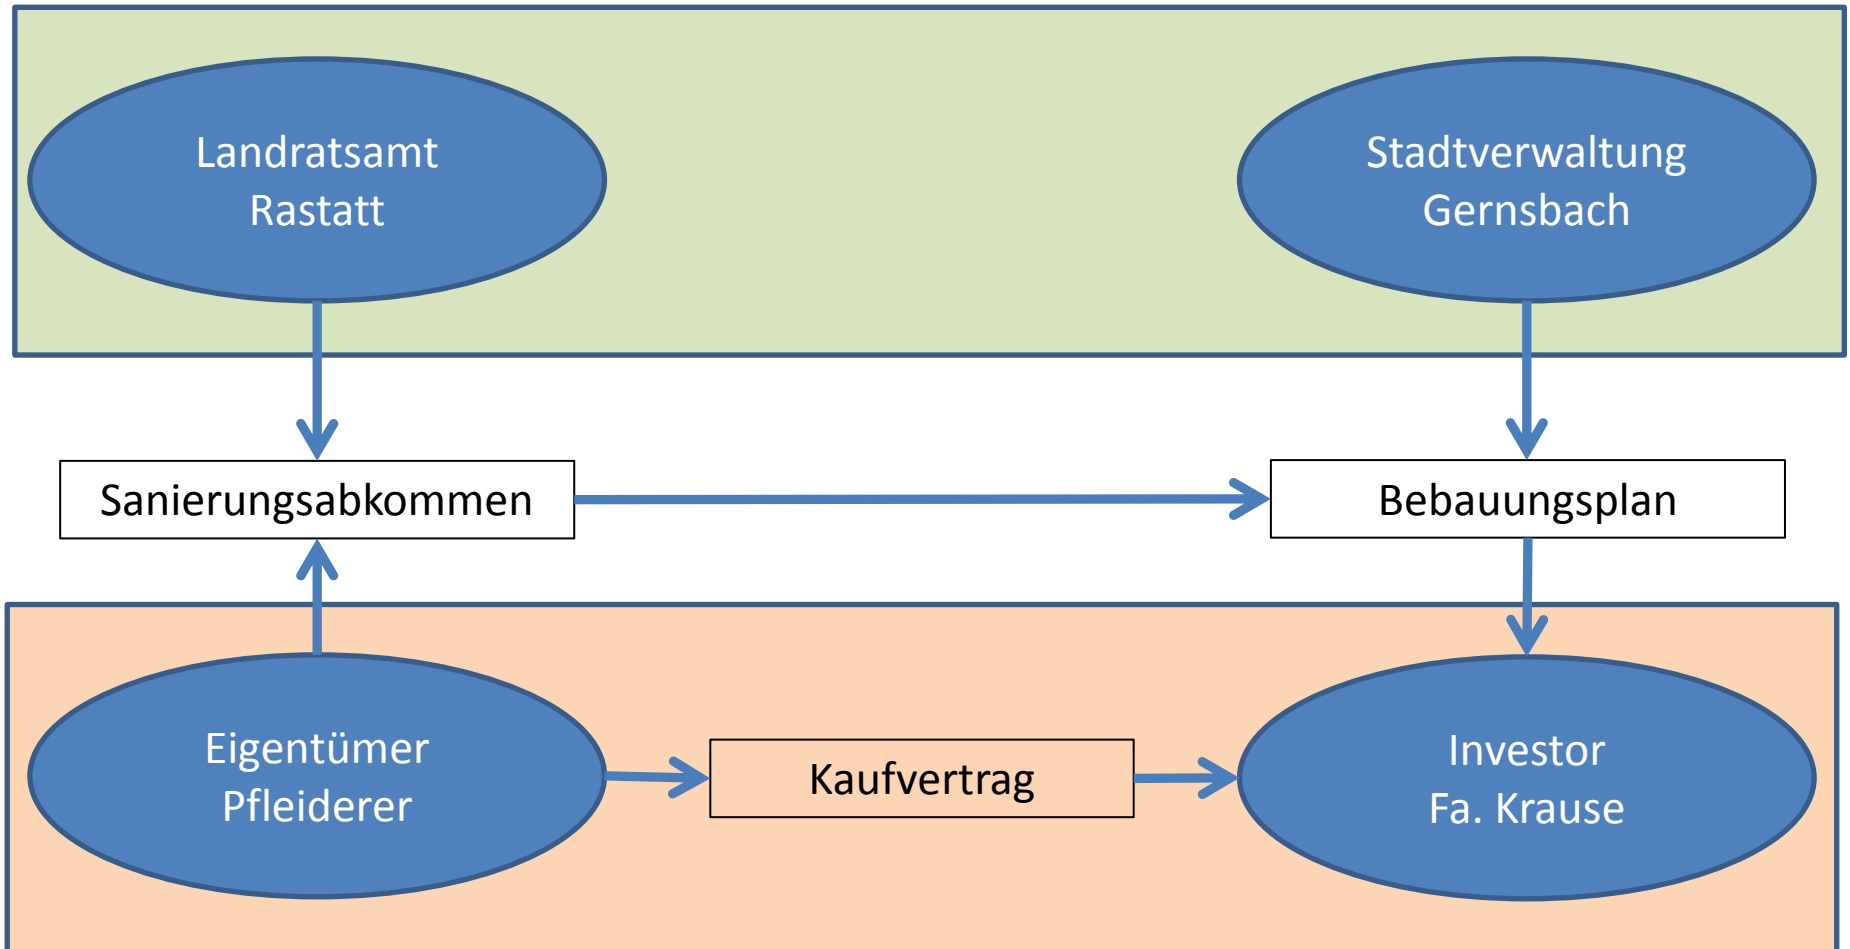 Landratsamt
Rastatt
Stadtverwaltung
Gernsbach
Sanierungsabkommen
Bebauungsplan
Eigentümer
Pfleiderer
Kaufvertrag
Investor
Fa. Krause